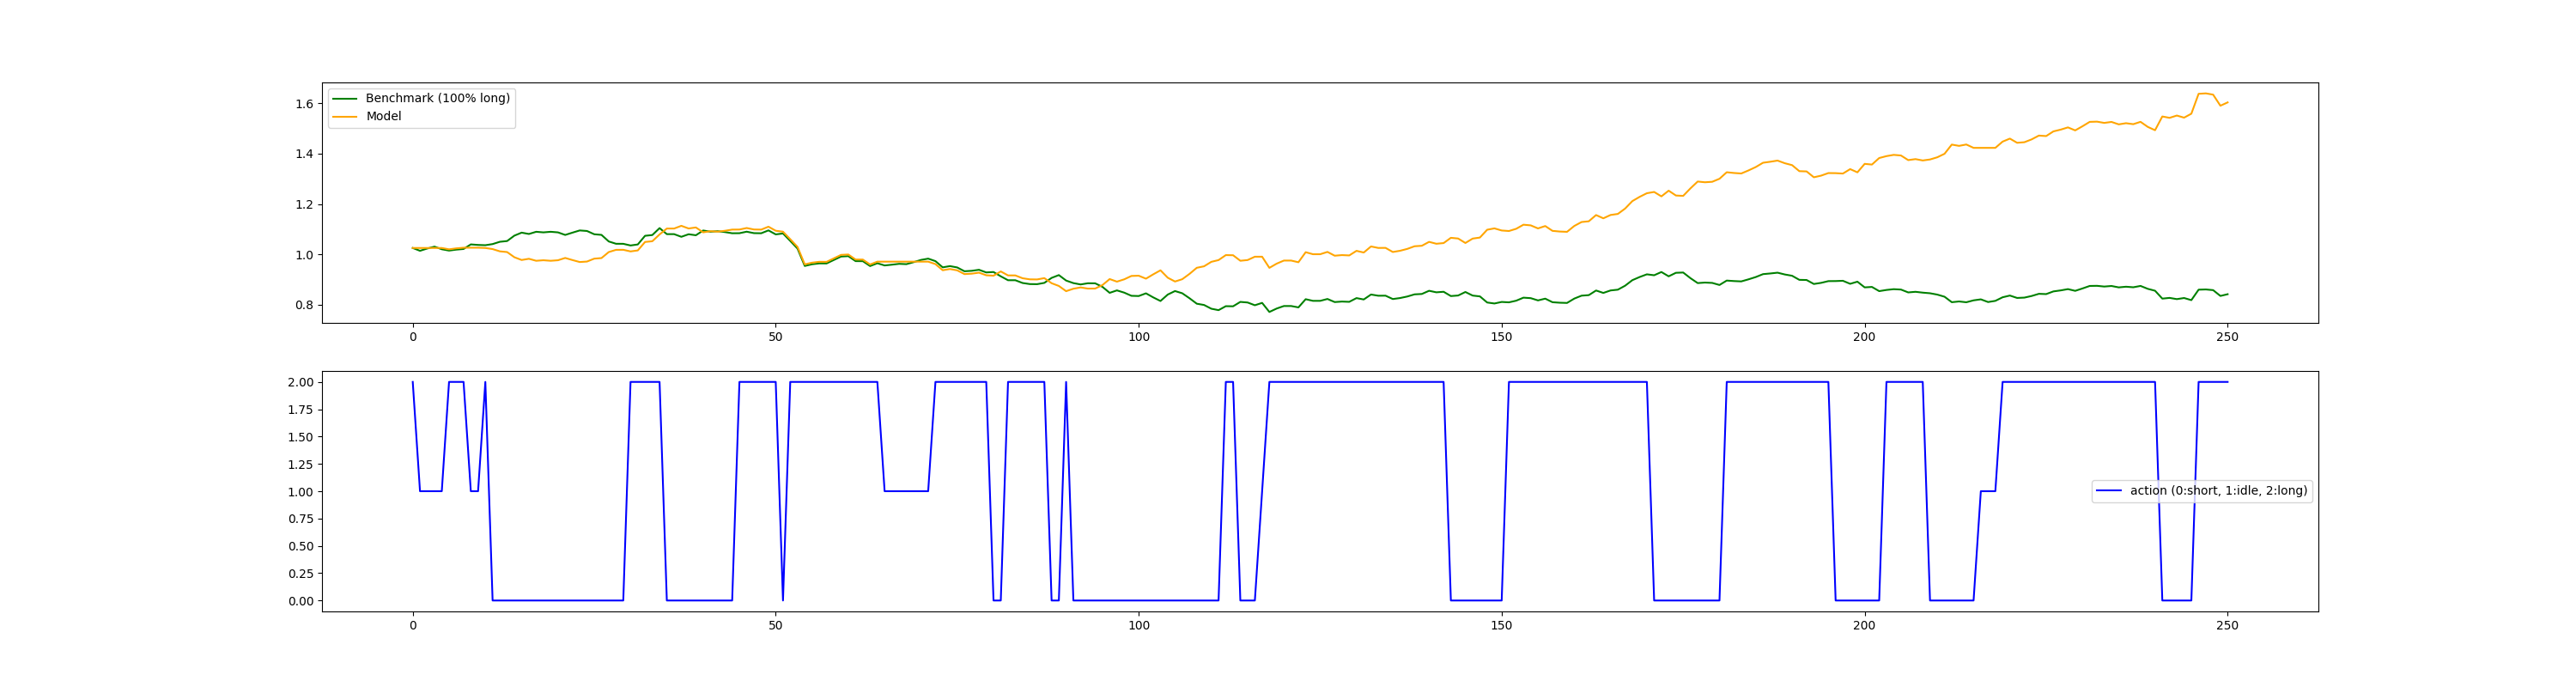 Benchmark (100% long)
Model
1.6
1.4
1.2
1.0
0.8
0 50 100 150 200 250
2.00
1.75
1.50
1.25
1.00
0.75
0.50
0.25
0.00
action (0:short, 1:idle, 2:long)
0 50 100 150 200 250